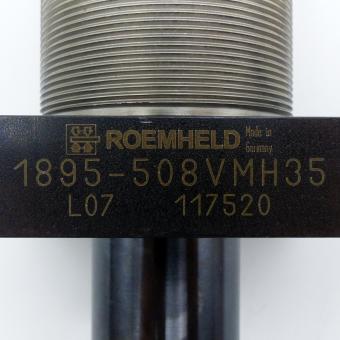 ROEMHELD Made in Germany
1895-508VMH35
L07 117520